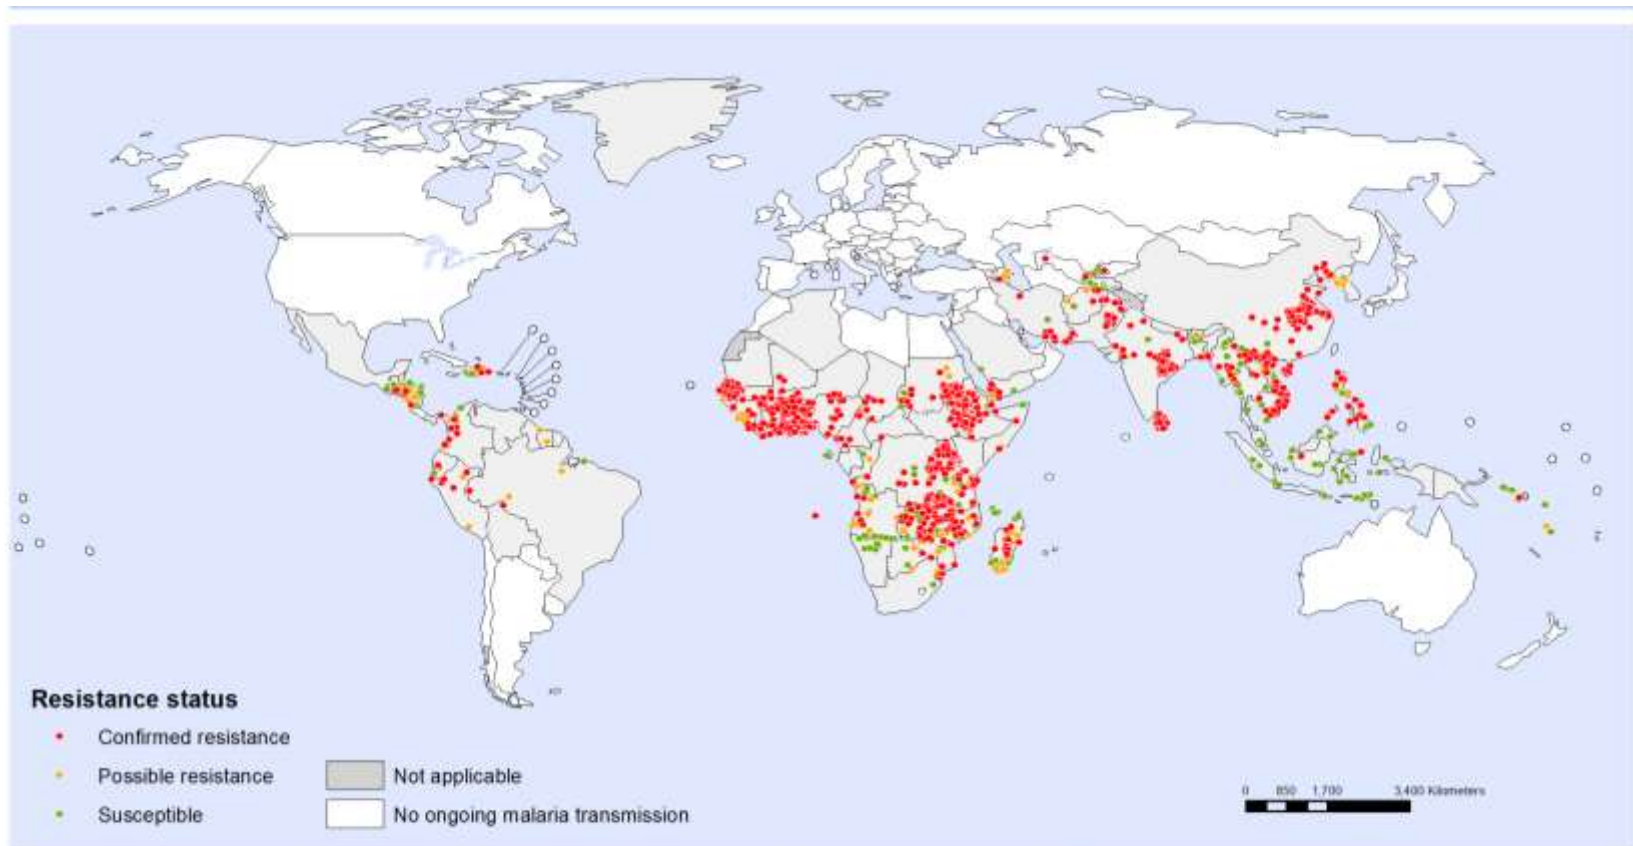 Resistance status
Confirmed resistance
Possible resistance
Susceptible
Not applicable
No ongoing malaria transmission
0 850 1,700 3,400 Kilometers